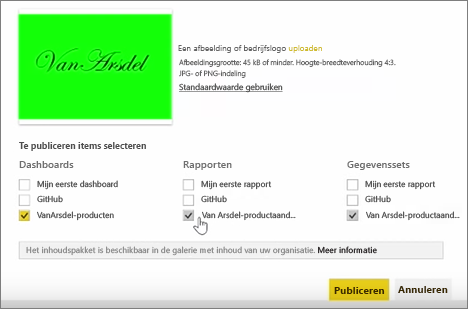 Van Arsdel
Een afbeelding of bedrijfslogo uploaden
Afbeeldingsgrootte: 45 kB of minder. Hoogte-breedteverhouding 4:3.
JPG- of PNG-indeling
Standaardwaarde gebruiken
Te publiceren items selecteren
Dashboards Rapporten Gegevenssets
Mijn eerste dashboard Mijn eerste rapport Mijn eerste rapport
GitHub GitHub GitHub
VanArsdel-producten Van Arsdel-productaand... Van Arsdel-productaand...
Het inhoudspakket is beschikbaar in de galerie met inhoud van uw organisatie. Meer informatie
Publiceren Annuleren